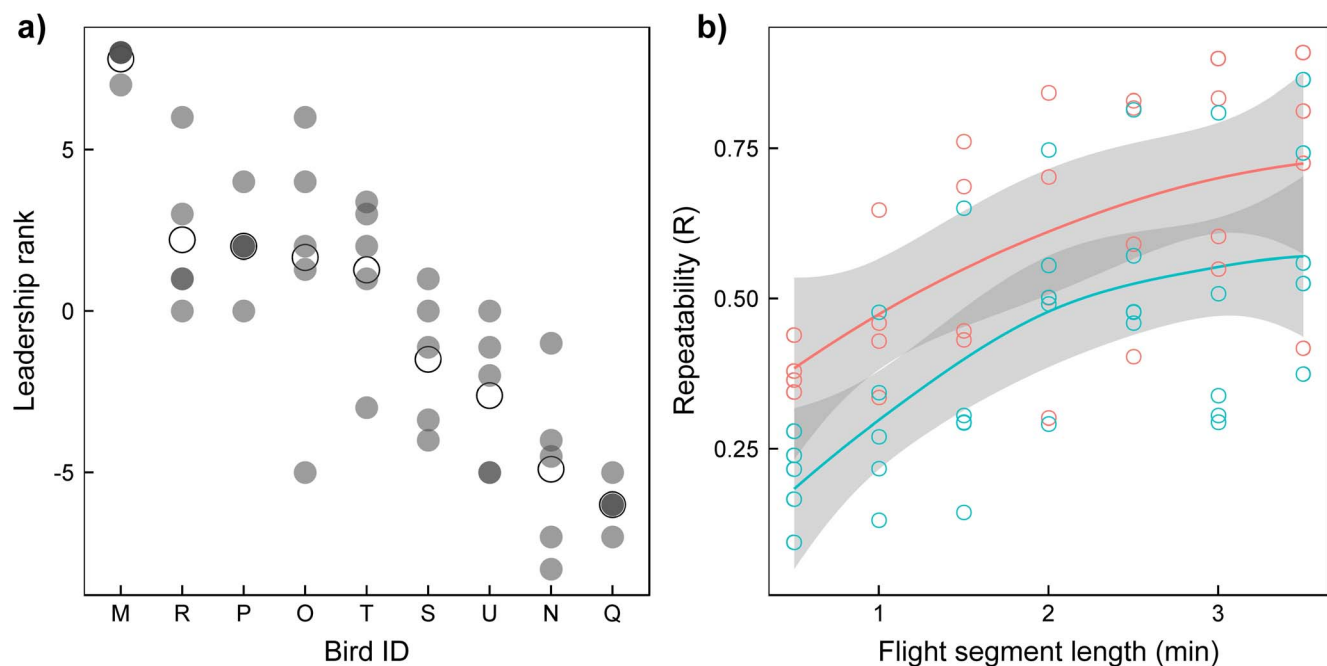 a)
5
0
-5
Leadership rank
M R P O T S U N Q
Bird ID
b)
0.75
0.50
0.25
Repeatability (R)
1 2 3
Flight segment length (min)